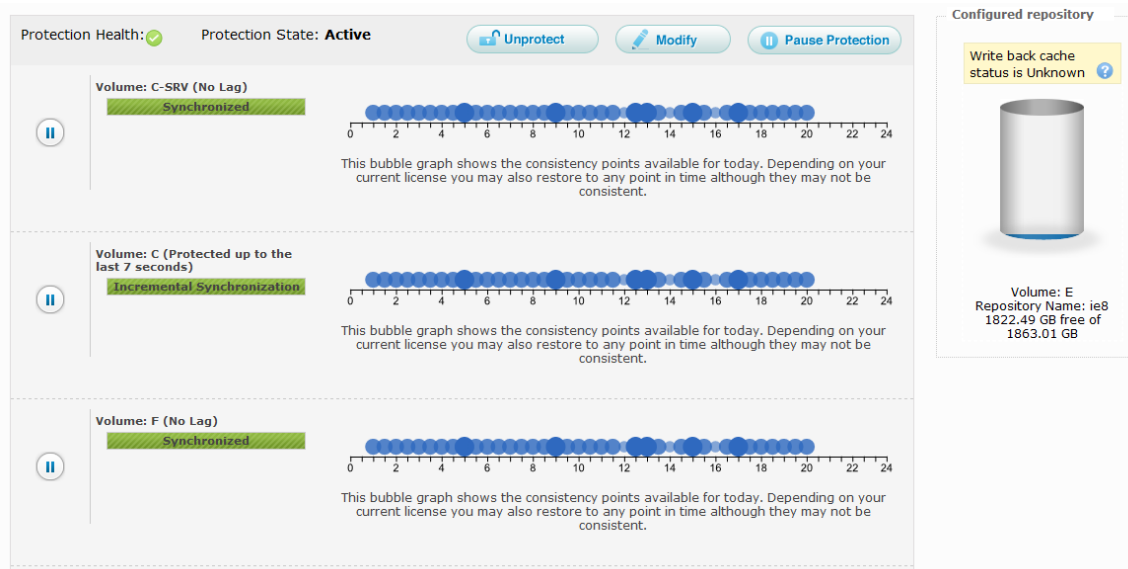 Protection Health:
Protection State: Active
Unprotect
Modify
Pause Protection
Volume: C-SRV (No Lag)
Synchronized
0 2 4 6 8 10 12 14 16 18 20 22 24
This bubble graph shows the consistency points available for today. Depending on your
current license you may also restore to any point in time although they may not be
consistent.
Volume: C (Protected up to the
last 7 seconds)
Incremental Synchronization
0 2 4 6 8 10 12 14 16 18 20 22 24
This bubble graph shows the consistency points available for today. Depending on your
current license you may also restore to any point in time although they may not be
consistent.
Volume: F (No Lag)
Synchronized
0 2 4 6 8 10 12 14 16 18 20 22 24
This bubble graph shows the consistency points available for today. Depending on your
current license you may also restore to any point in time although they may not be
consistent.
Configured repository
Write back cache
status is Unknown ?
Volume: E
Repository Name: ie8
1822.49 GB free of
1863.01 GB